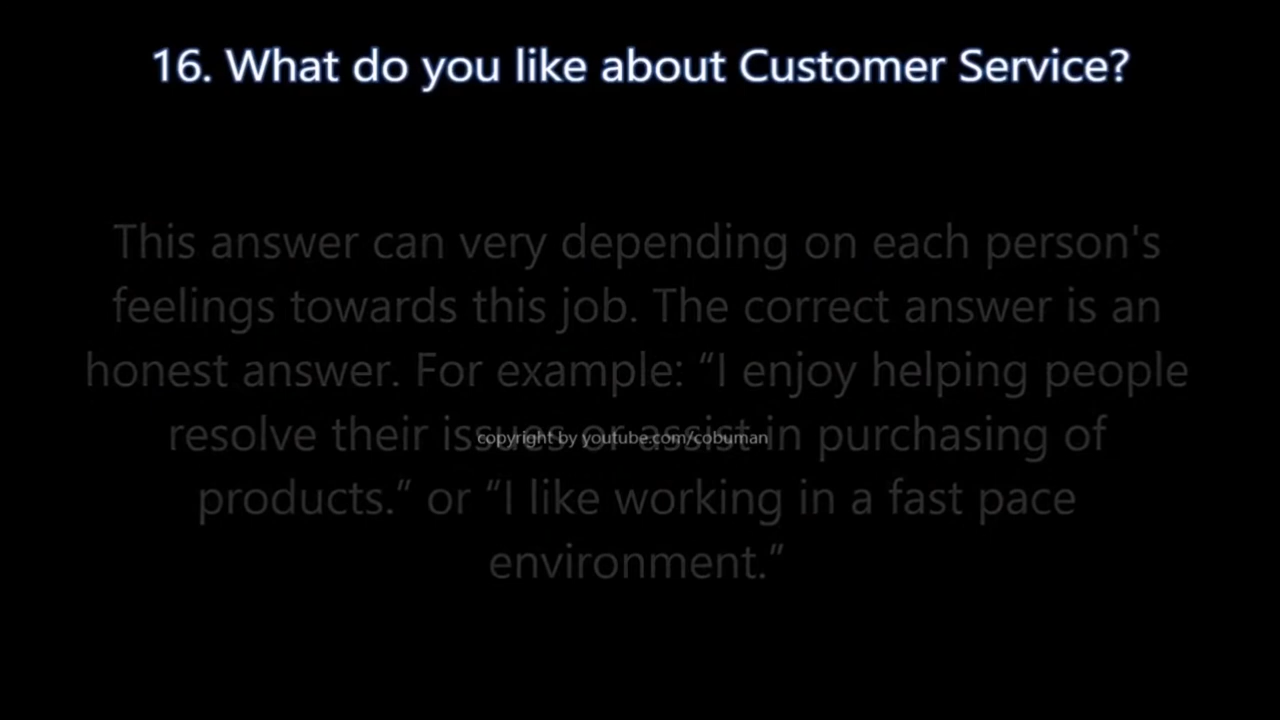 16. What do you like about Customer Service?
This answer can very depending on each person's
feelings towards this job. The correct answer is an
honest answer. For example: “I enjoy helping people
resolve their issues or assist in purchasing of
copyright by youtube.com/cobuman
products.” or “I like working in a fast pace
environment.”